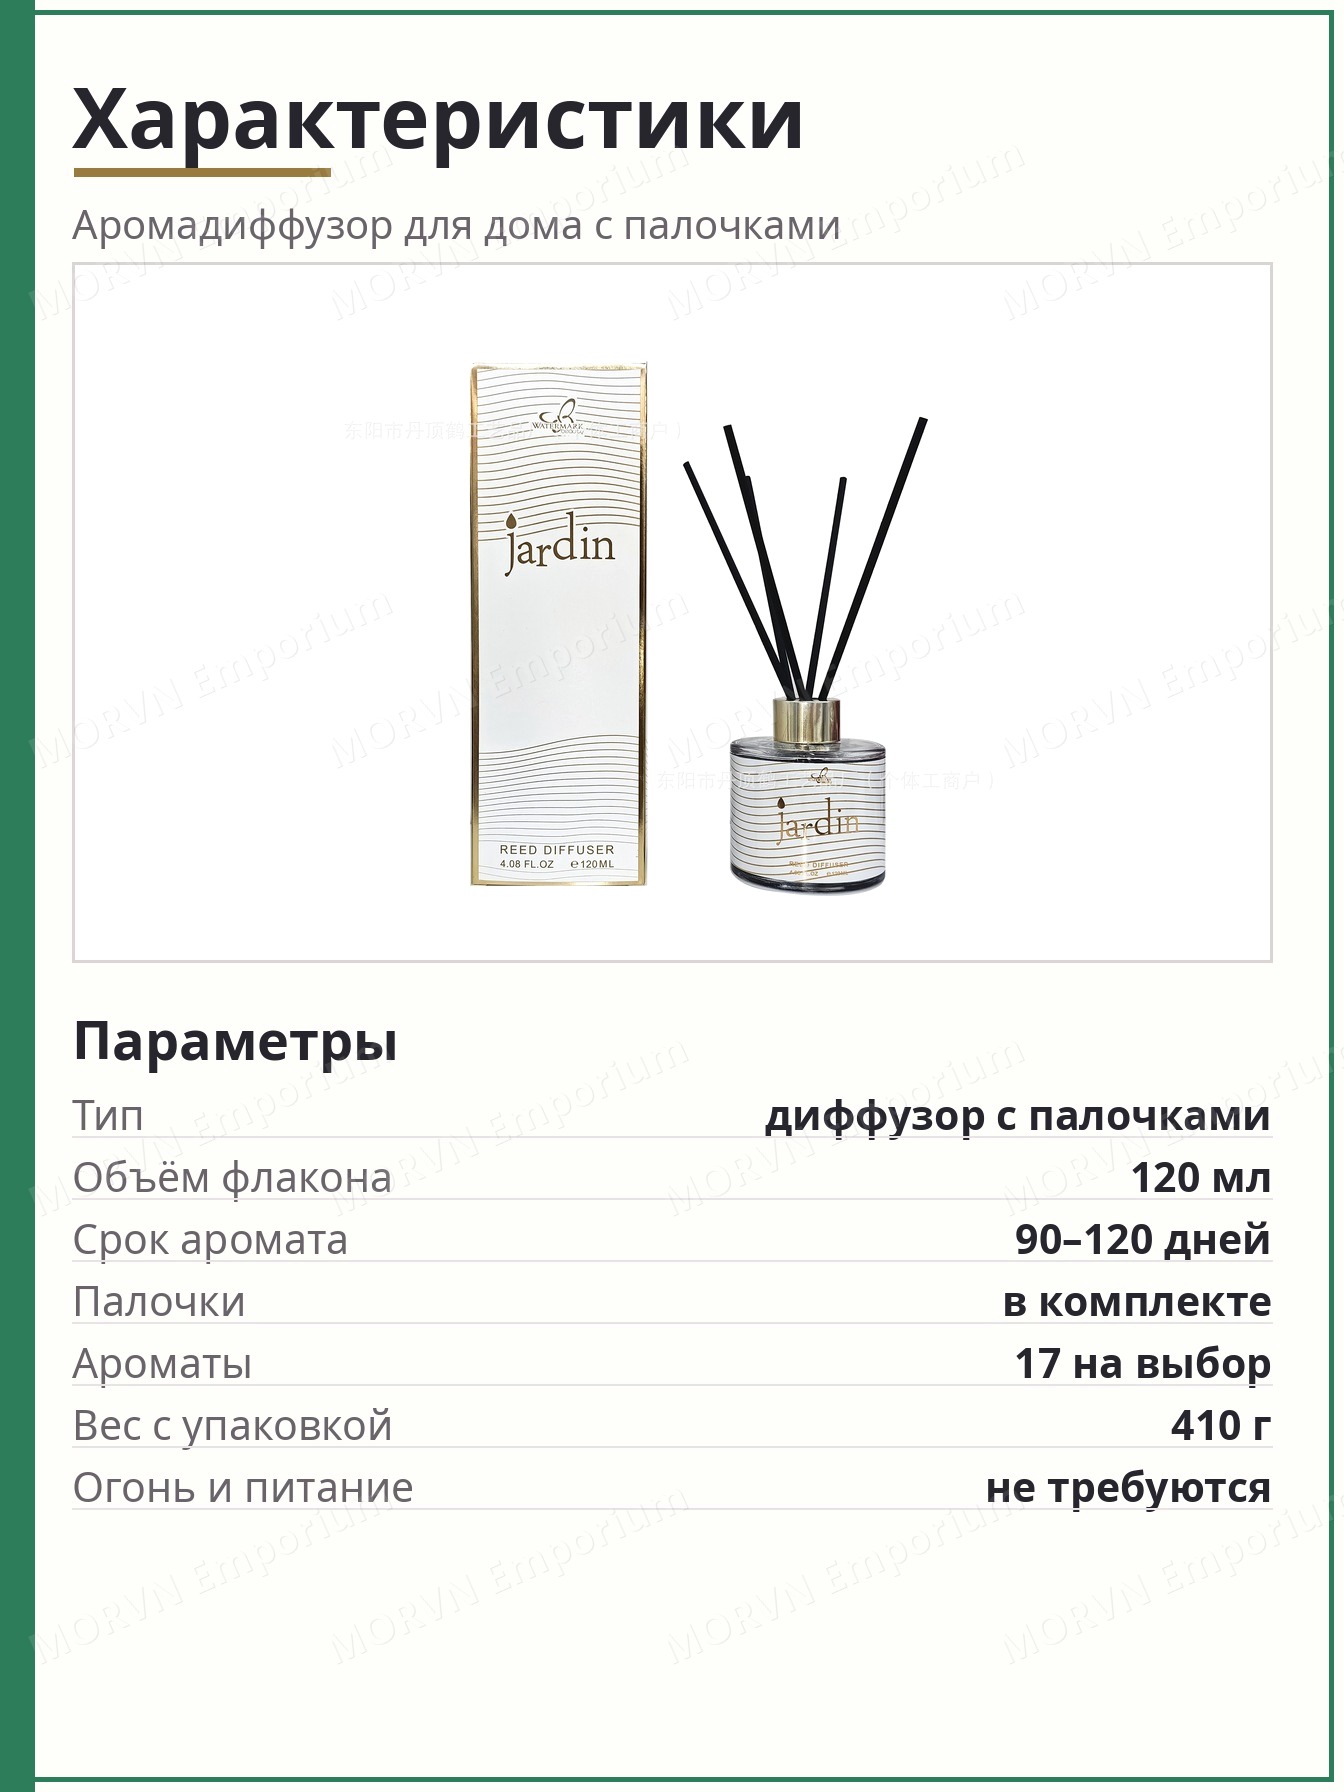 Характеристики
Аромадиффузор для дома с палочками
WATERMARK
jardin
REED DIFFUSER
4.08 FL.OZ ℮120ML
jardin
REED DIFFUSER
Параметры
Тип диффузор с палочками
Объём флакона 120 мл
Срок аромата 90–120 дней
Палочки в комплекте
Ароматы 17 на выбор
Вес с упаковкой 410 г
Огонь и питание не требуются
MORVN Emporium